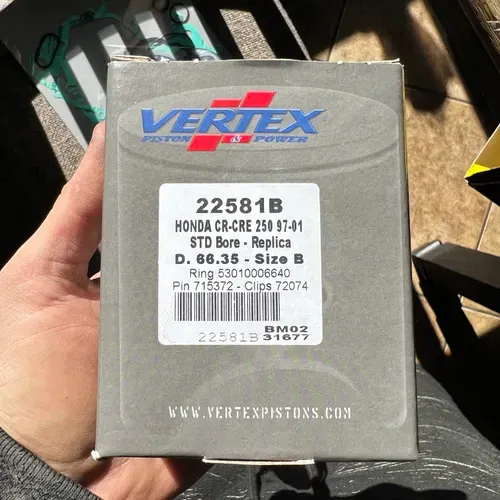 VERTEX
PISTON & POWER
22581B
HONDA CR-CRE 250 97-01
STD Bore - Replica
D. 66.35 - Size B
Ring 53010006640
Pin 715372 - Clips 72074
BM02
22581B 31677
WWW.VERTEXPISTONS.COM